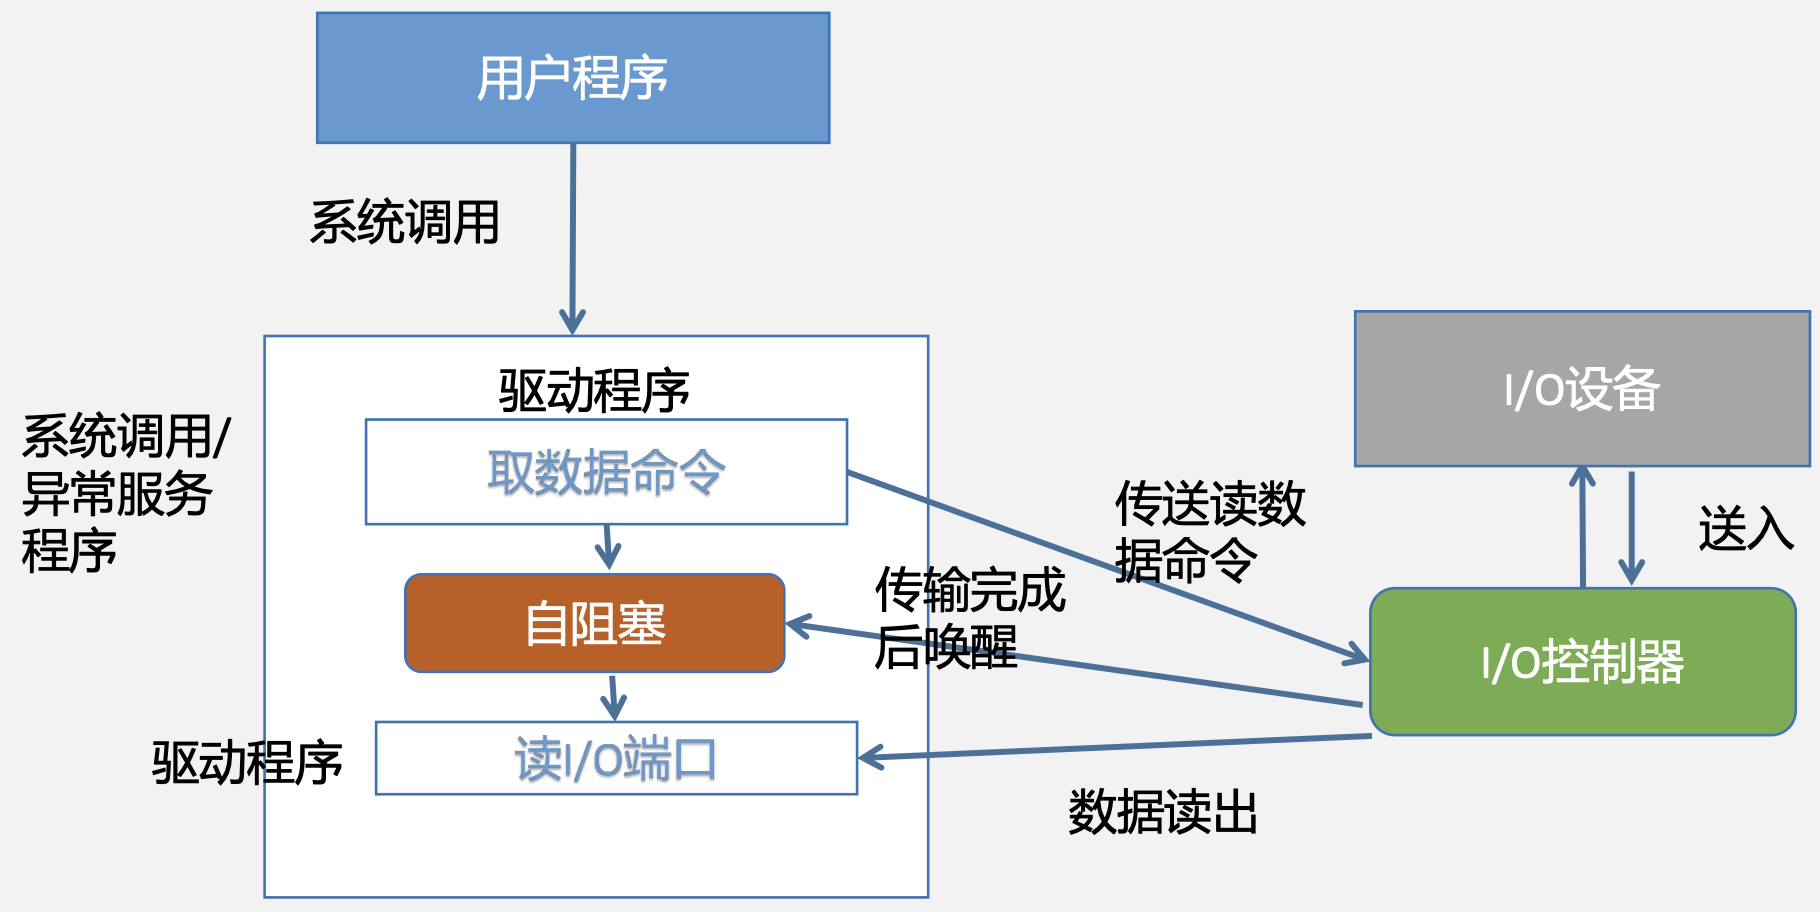 用户程序
系统调用
驱动程序
取数据命令
系统调用/
异常服务
程序
自阻塞
驱动程序
读I/O端口
传送读数
据命令
传输完成
后唤醒
数据读出
I/O设备
送入
I/O控制器